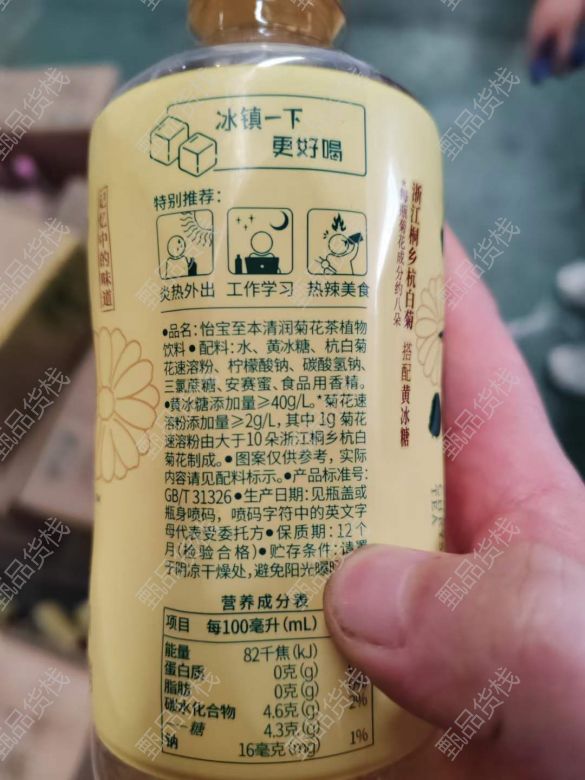 冰镇一下
更好喝
特别推荐：
炎热外出 工作学习 热辣美食
•品名：怡宝至本清润菊花茶植物
饮料•配料：水、黄冰糖、杭白菊
花速溶粉、柠檬酸钠、碳酸氢钠、
三氯蔗糖、安赛蜜、食品用香精。
•黄冰糖添加量≥40g/L。*菊花速
溶粉添加量≥2g/L，其中1g菊花
速溶粉由大于10朵浙江桐乡杭白
菊花制成。•图案仅供参考，实际
内容请见配料标示。•产品标准号：
GB/T 31326•生产日期：见瓶盖或
瓶身喷码，喷码字符中的英文字
母代表受委托方•保质期：12个
月(检验合格)•贮存条件：请置
于阴凉干燥处，避免阳光曝晒
营养成分表
项目 每100毫升(mL)
能量 82千焦(kJ)
蛋白质 0克(g)
脂肪 0克(g)
碳水化合物 4.6克(g) 2%
—糖 4.3克(g)
钠 16毫克(mg) 1%
记忆中的味道
浙江桐乡杭白菊 搭配黄冰糖
菊花成分约八朵
甄品货栈